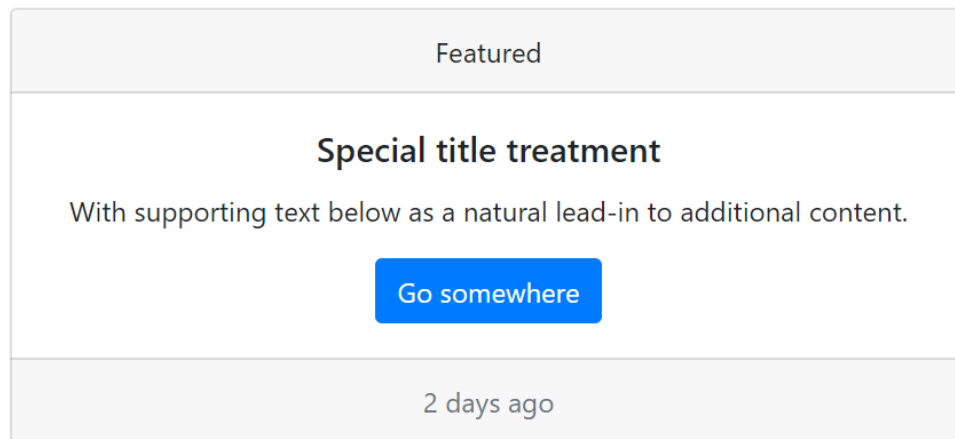 Featured
Special title treatment
With supporting text below as a natural lead-in to additional content.
Go somewhere
2 days ago